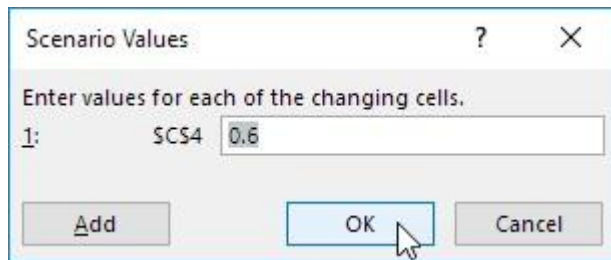 Scenario Values ? ×
Enter values for each of the changing cells.
1: $C$4 0.6
Add OK Cancel